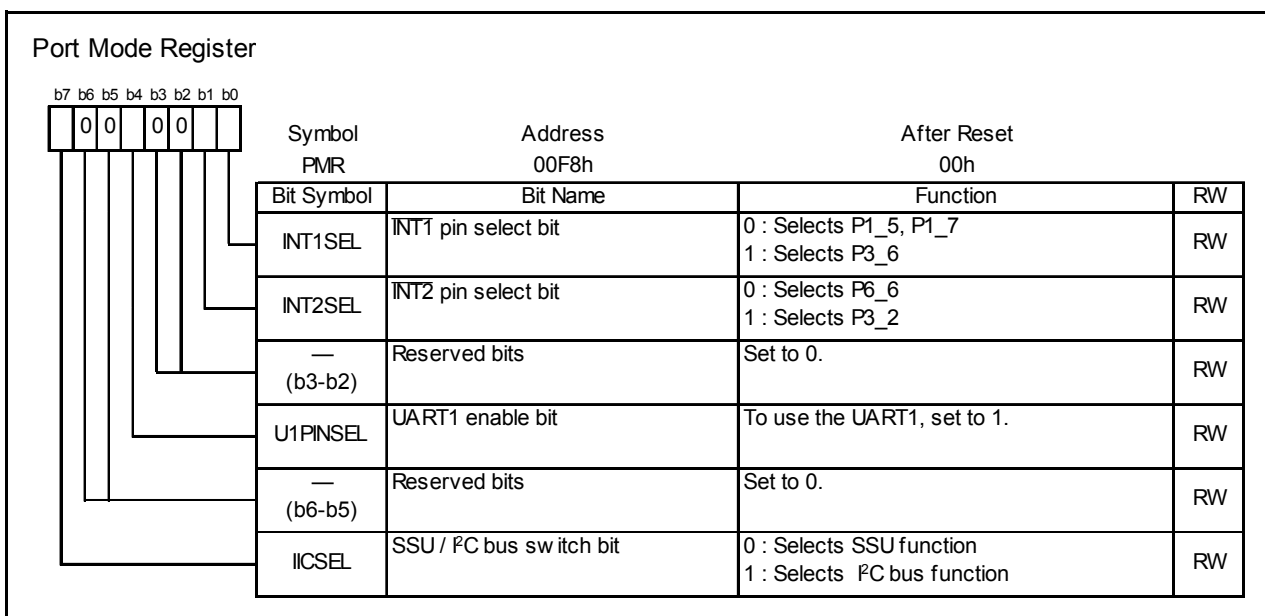 Port Mode Register
b7 b6 b5 b4 b3 b2 b1 b0
0 0 0 0
Symbol Address After Reset
PMR 00F8h 00h
Bit Symbol Bit Name Function RW
INT1SEL INT1 pin select bit 0 : Selects P1_5, P1_7 RW
1 : Selects P3_6
INT2SEL INT2 pin select bit 0 : Selects P6_6 RW
1 : Selects P3_2
— Reserved bits Set to 0. RW
(b3-b2)
U1PINSEL UART1 enable bit To use the UART1, set to 1. RW
— Reserved bits Set to 0. RW
(b6-b5)
IICSEL SSU / I²C bus switch bit 0 : Selects SSU function RW
1 : Selects I²C bus function